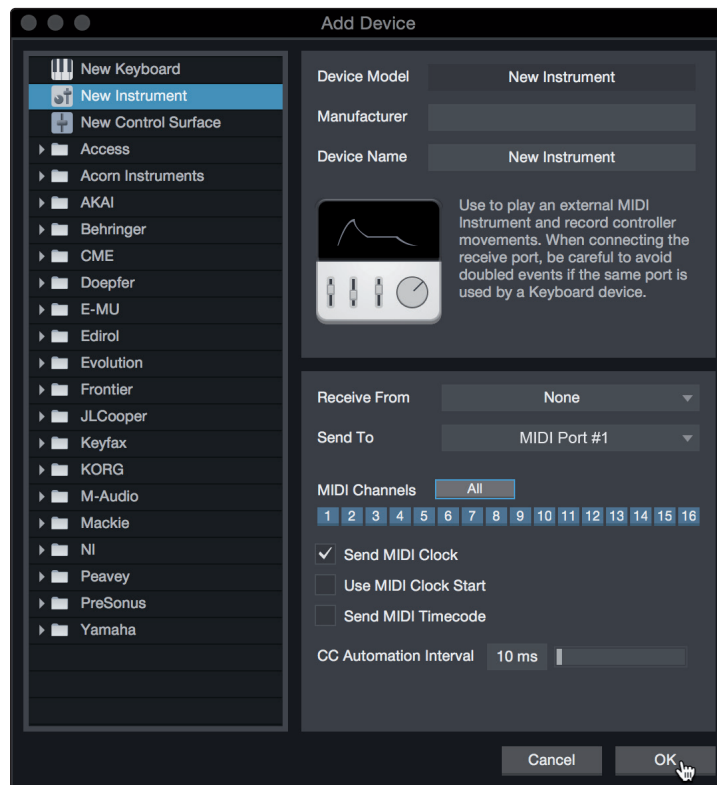 Add Device
New Keyboard
New Instrument
New Control Surface
Access
Acorn Instruments
AKAI
Behringer
CME
Doepfer
E-MU
Edirol
Evolution
Frontier
JLCooper
Keyfax
KORG
M-Audio
Mackie
NI
Peavey
PreSonus
Yamaha
Device Model New Instrument
Manufacturer
Device Name New Instrument
Use to play an external MIDI
Instrument and record controller
movements. When connecting the
receive port, be careful to avoid
doubled events if the same port is
used by a Keyboard device.
Receive From None
Send To MIDI Port #1
MIDI Channels All
1 2 3 4 5 6 7 8 9 10 11 12 13 14 15 16
Send MIDI Clock
Use MIDI Clock Start
Send MIDI Timecode
CC Automation Interval 10 ms
Cancel OK